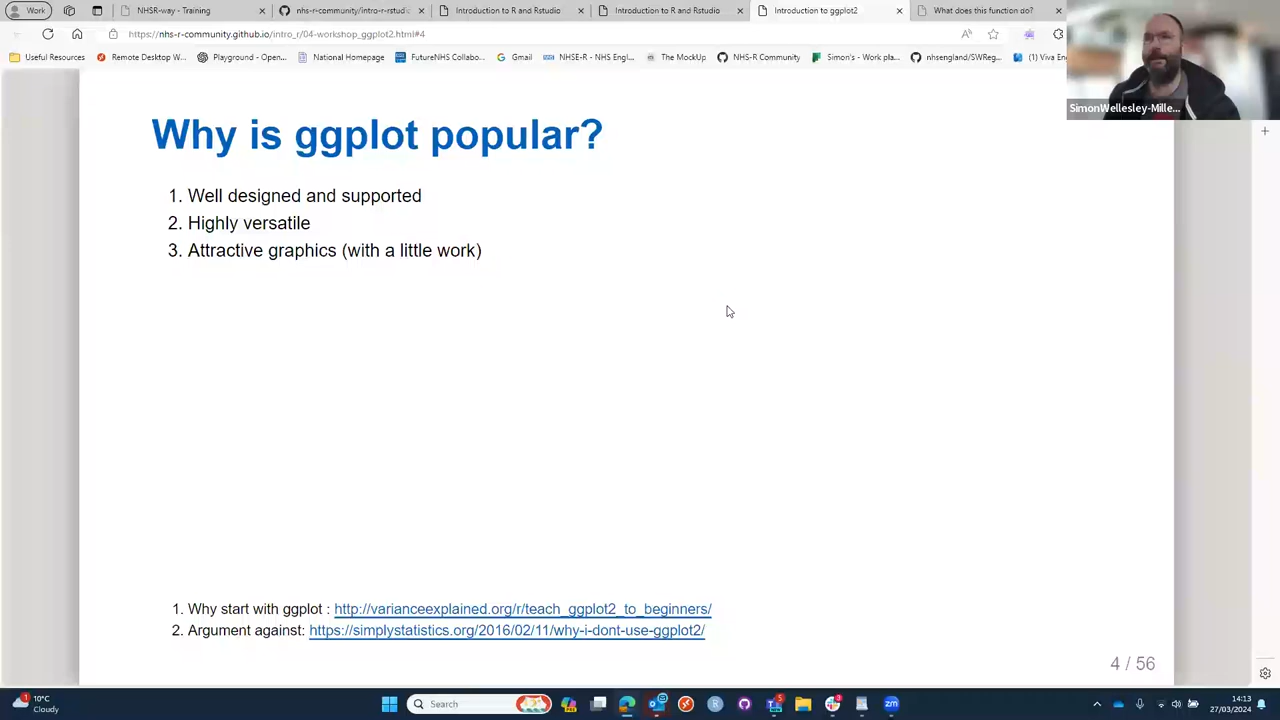 Work
NHSR-way - Training
nhs-r-community/intro-r-rstudi
Introduction to R and Rstudio
Introduction to R and Rstudio
Introduction to ggplot2
What does this function do?
https://nhs-r-community.github.io/intro_r/04-workshop_ggplot2.html#4
Useful Resources
Remote Desktop W...
Playground - Open...
National Homepage
FutureNHS Collabo...
Gmail
NHSE-R - NHS Engl...
The MockUp
NHS-R Community
Simon's - Work pla...
nhsengland/SWReg...
(1) Viva En
SimonWellesley-Mille...
Why is ggplot popular?
1. Well designed and supported
2. Highly versatile
3. Attractive graphics (with a little work)
1. Why start with ggplot : http://varianceexplained.org/r/teach_ggplot2_to_beginners/
2. Argument against: https://simplystatistics.org/2016/02/11/why-i-dont-use-ggplot2/
4 / 56
10°C
Cloudy
Search
14:13
27/03/2024